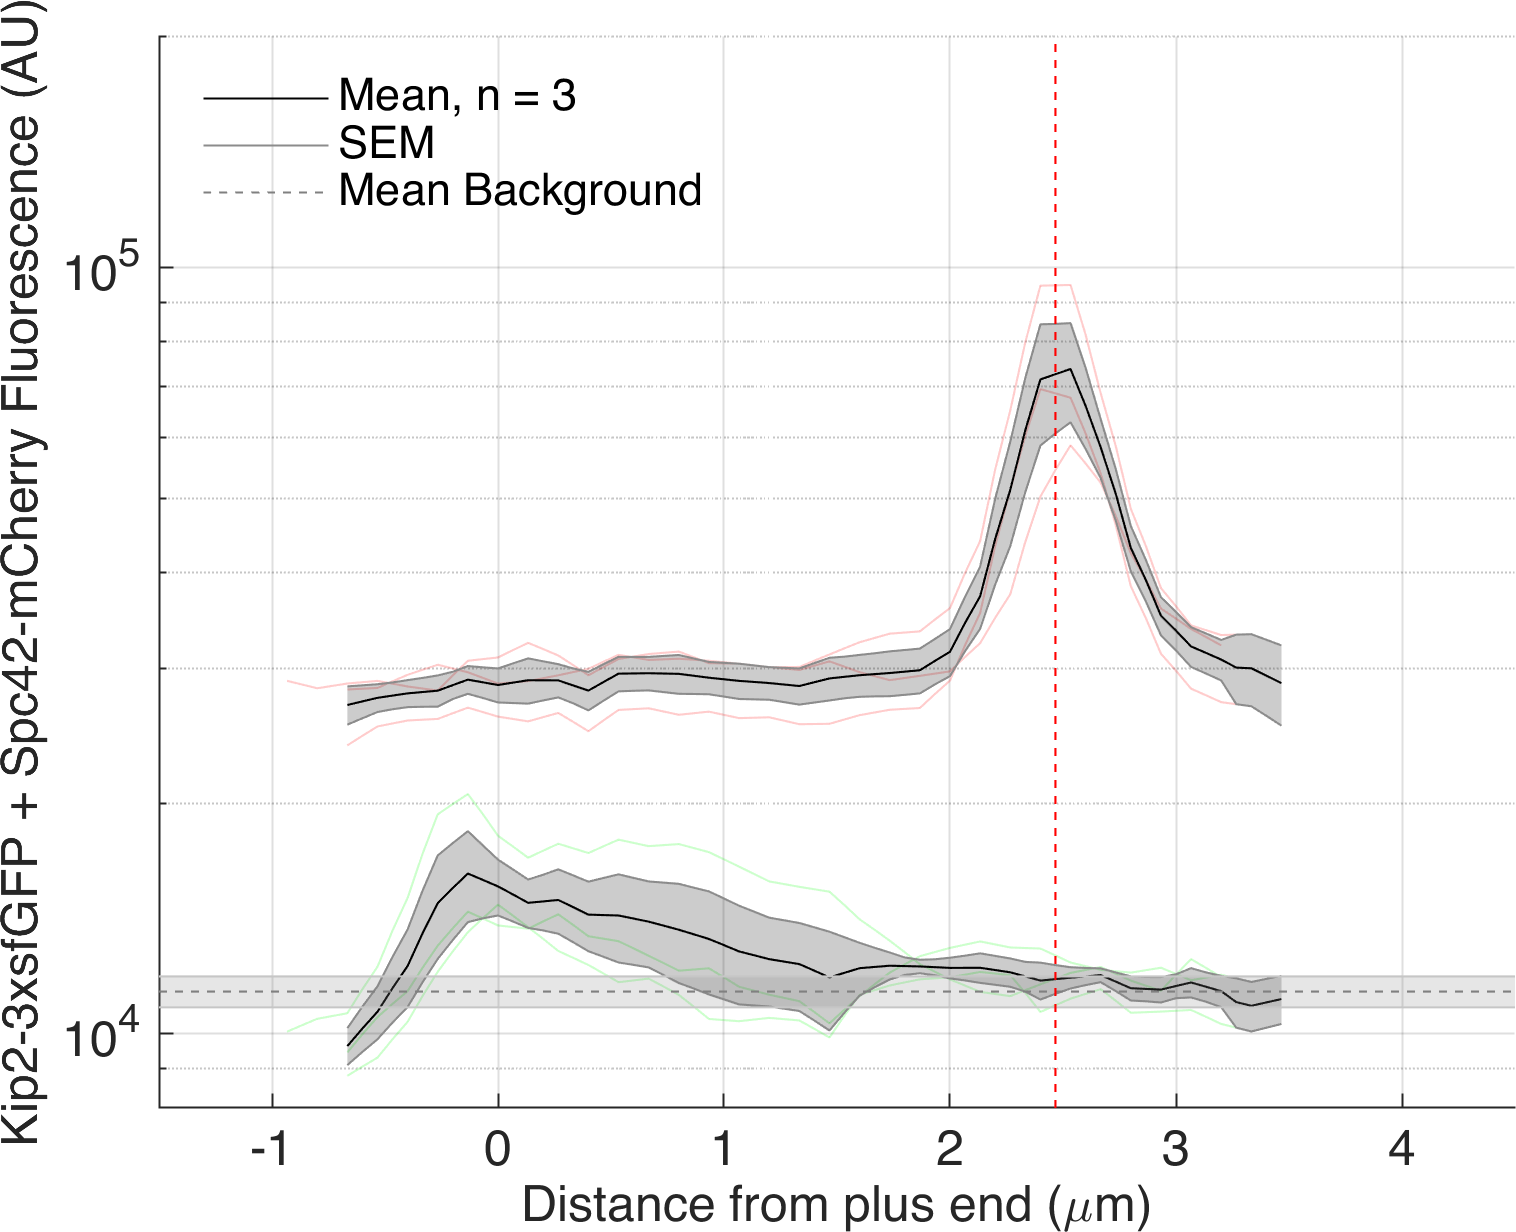 Kip2-3xsfGFP + Spc42-mCherry Fluorescence (AU)
Mean, n = 3
SEM
Mean Background
10^5
10^4
-1 0 1 2 3 4
Distance from plus end (μm)